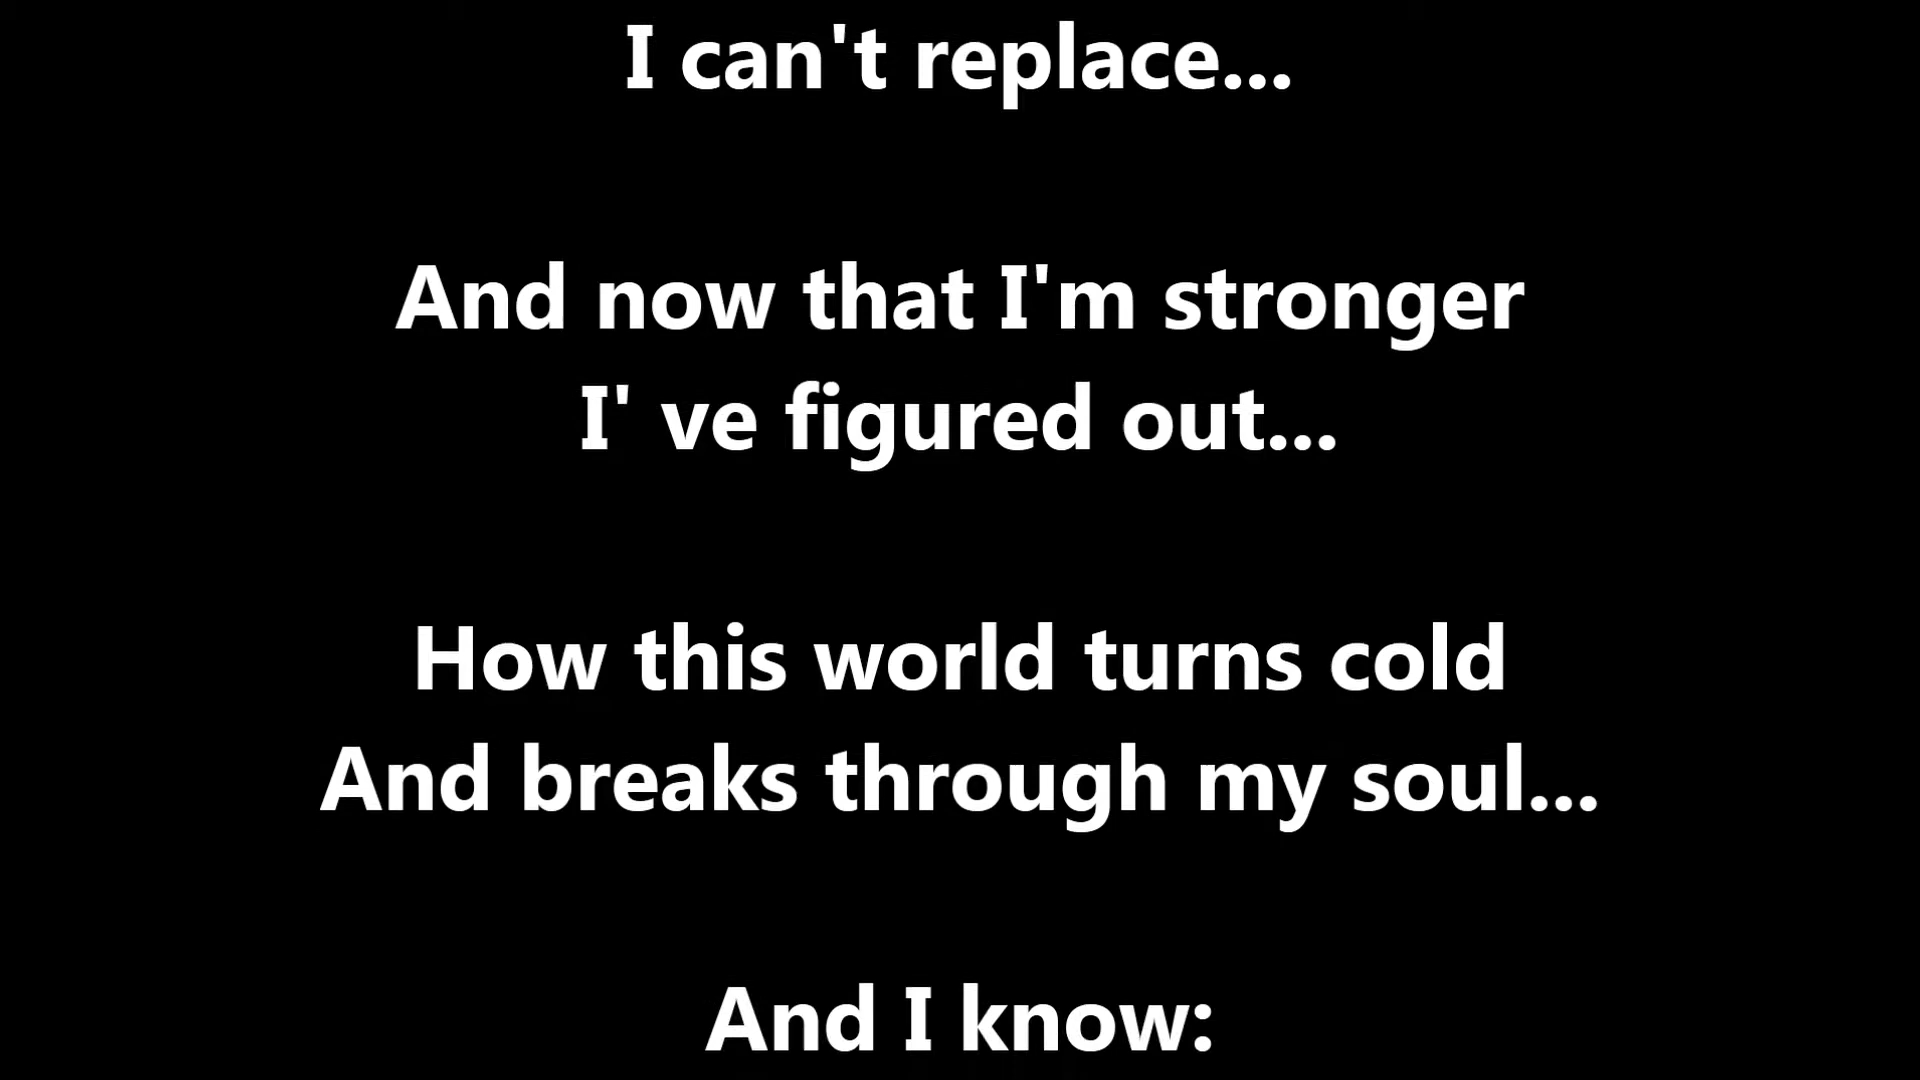 I can't replace...
And now that I'm stronger
I' ve figured out...
How this world turns cold
And breaks through my soul...
And I know: